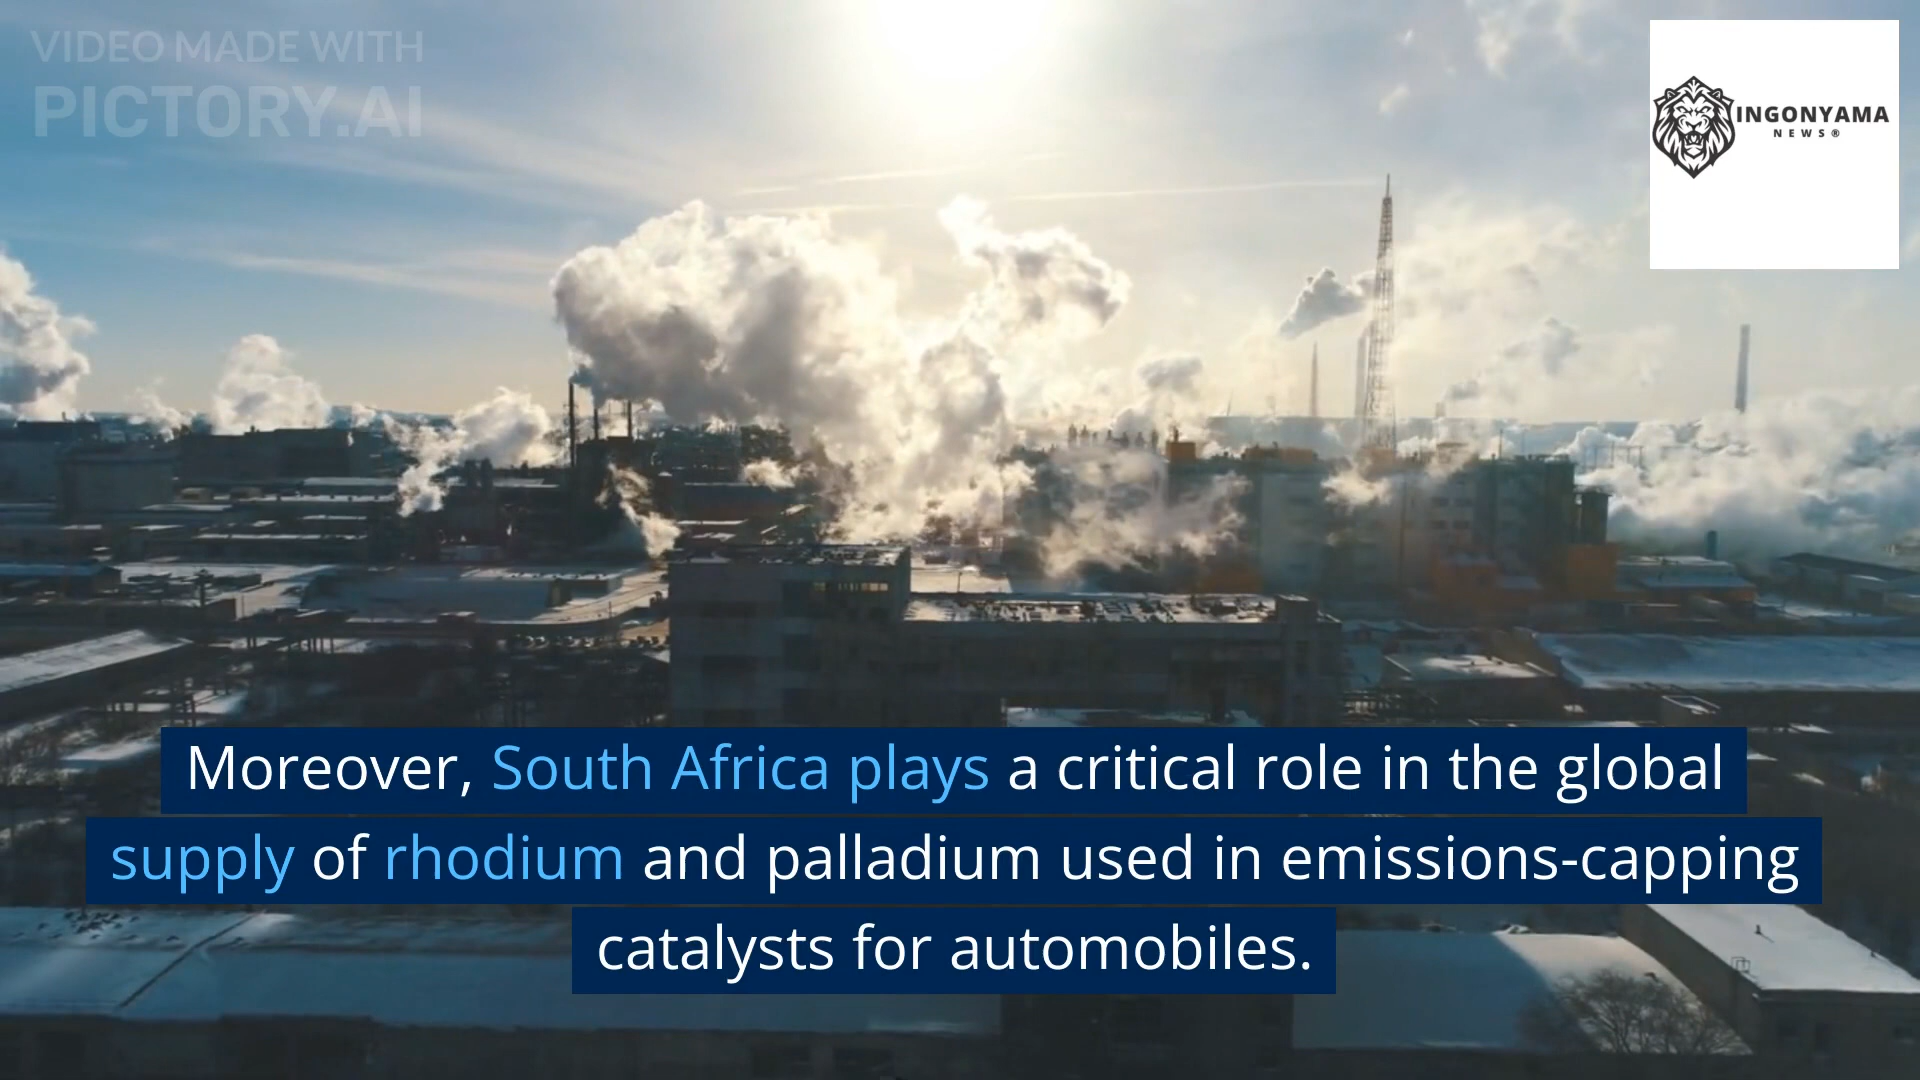 VIDEO MADE WITH
PICTORY.AI
INGONYAMA
NEWS®
Moreover, South Africa plays a critical role in the global
supply of rhodium and palladium used in emissions-capping
catalysts for automobiles.